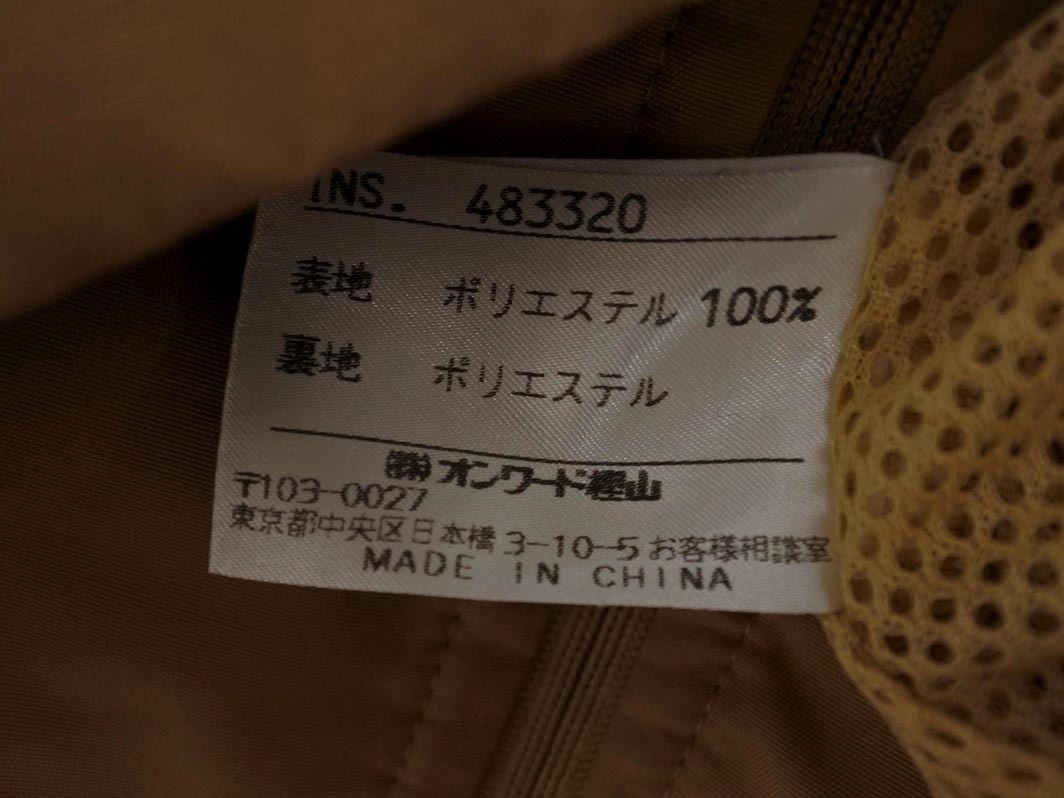 INS. 483320
表地 ポリエステル 100%
裏地 ポリエステル
㈱オンワード樫山
〒103-0027
東京都中央区日本橋 3-10-5 お客様相談室
MADE IN CHINA